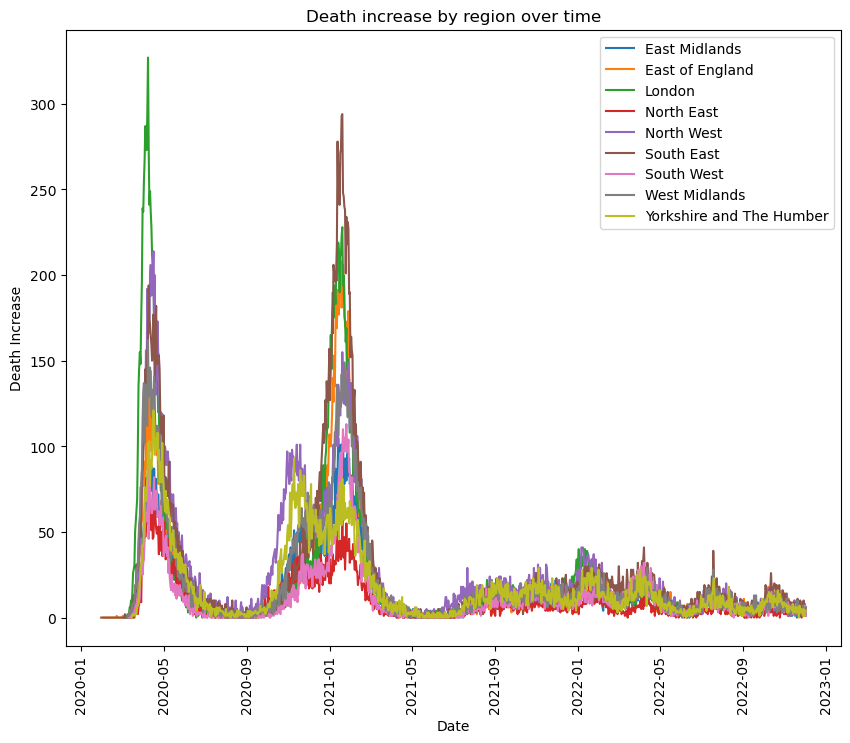 Death increase by region over time
East Midlands
East of England
London
North East
North West
South East
South West
West Midlands
Yorkshire and The Humber
Death Increase
300
250
200
150
100
50
0
2020-01
2020-05
2020-09
2021-01
2021-05
2021-09
2022-01
2022-05
2022-09
2023-01
Date